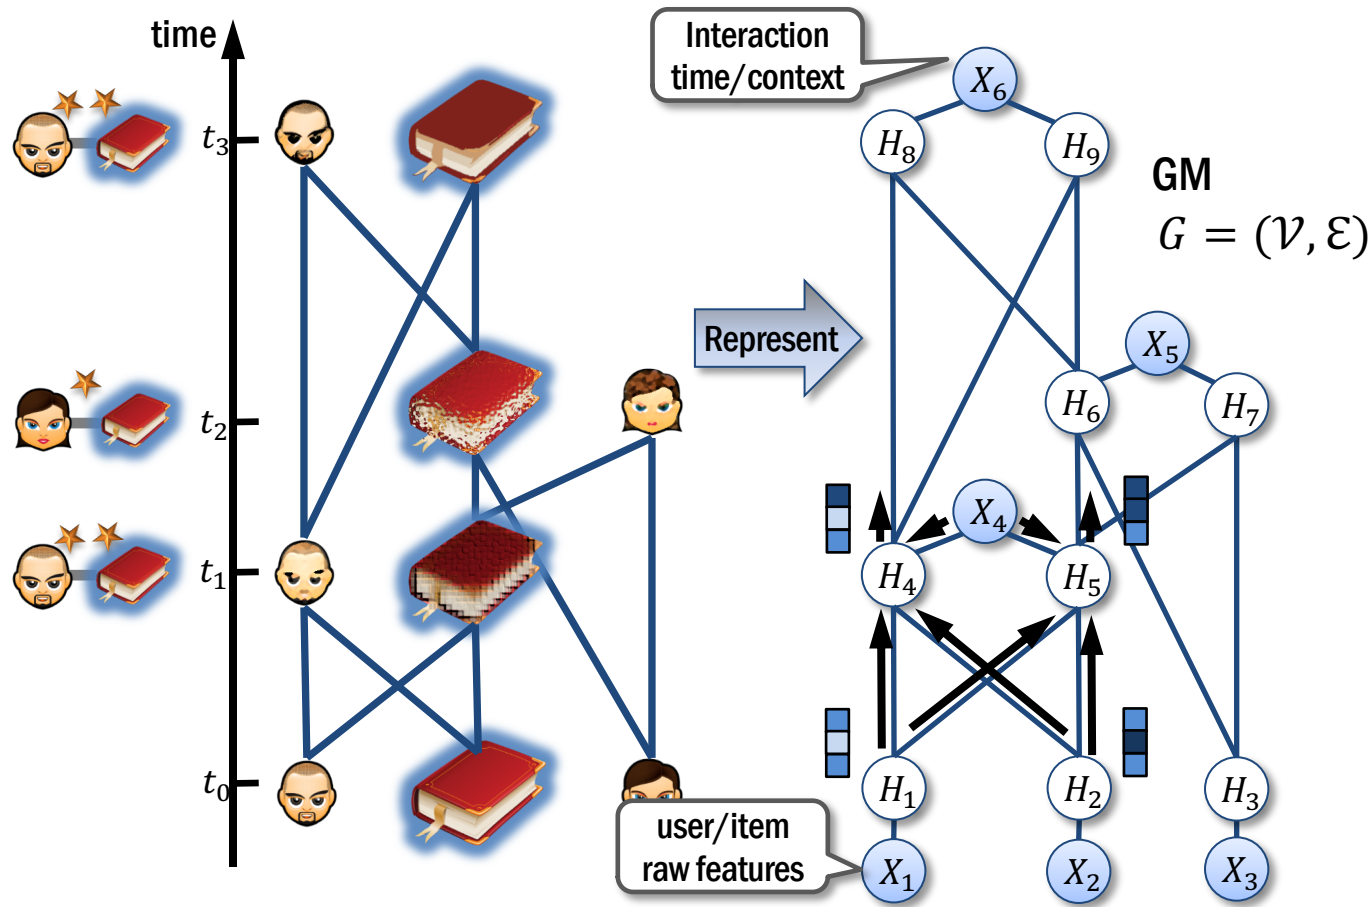 time
t₃
t₂
t₁
t₀
Represent
Interaction
time/context
X₆
H₈
H₉
GM
G = (𝒱, ℰ)
X₅
H₆
H₇
X₄
H₄
H₅
H₁
H₂
H₃
user/item
raw features
X₁
X₂
X₃